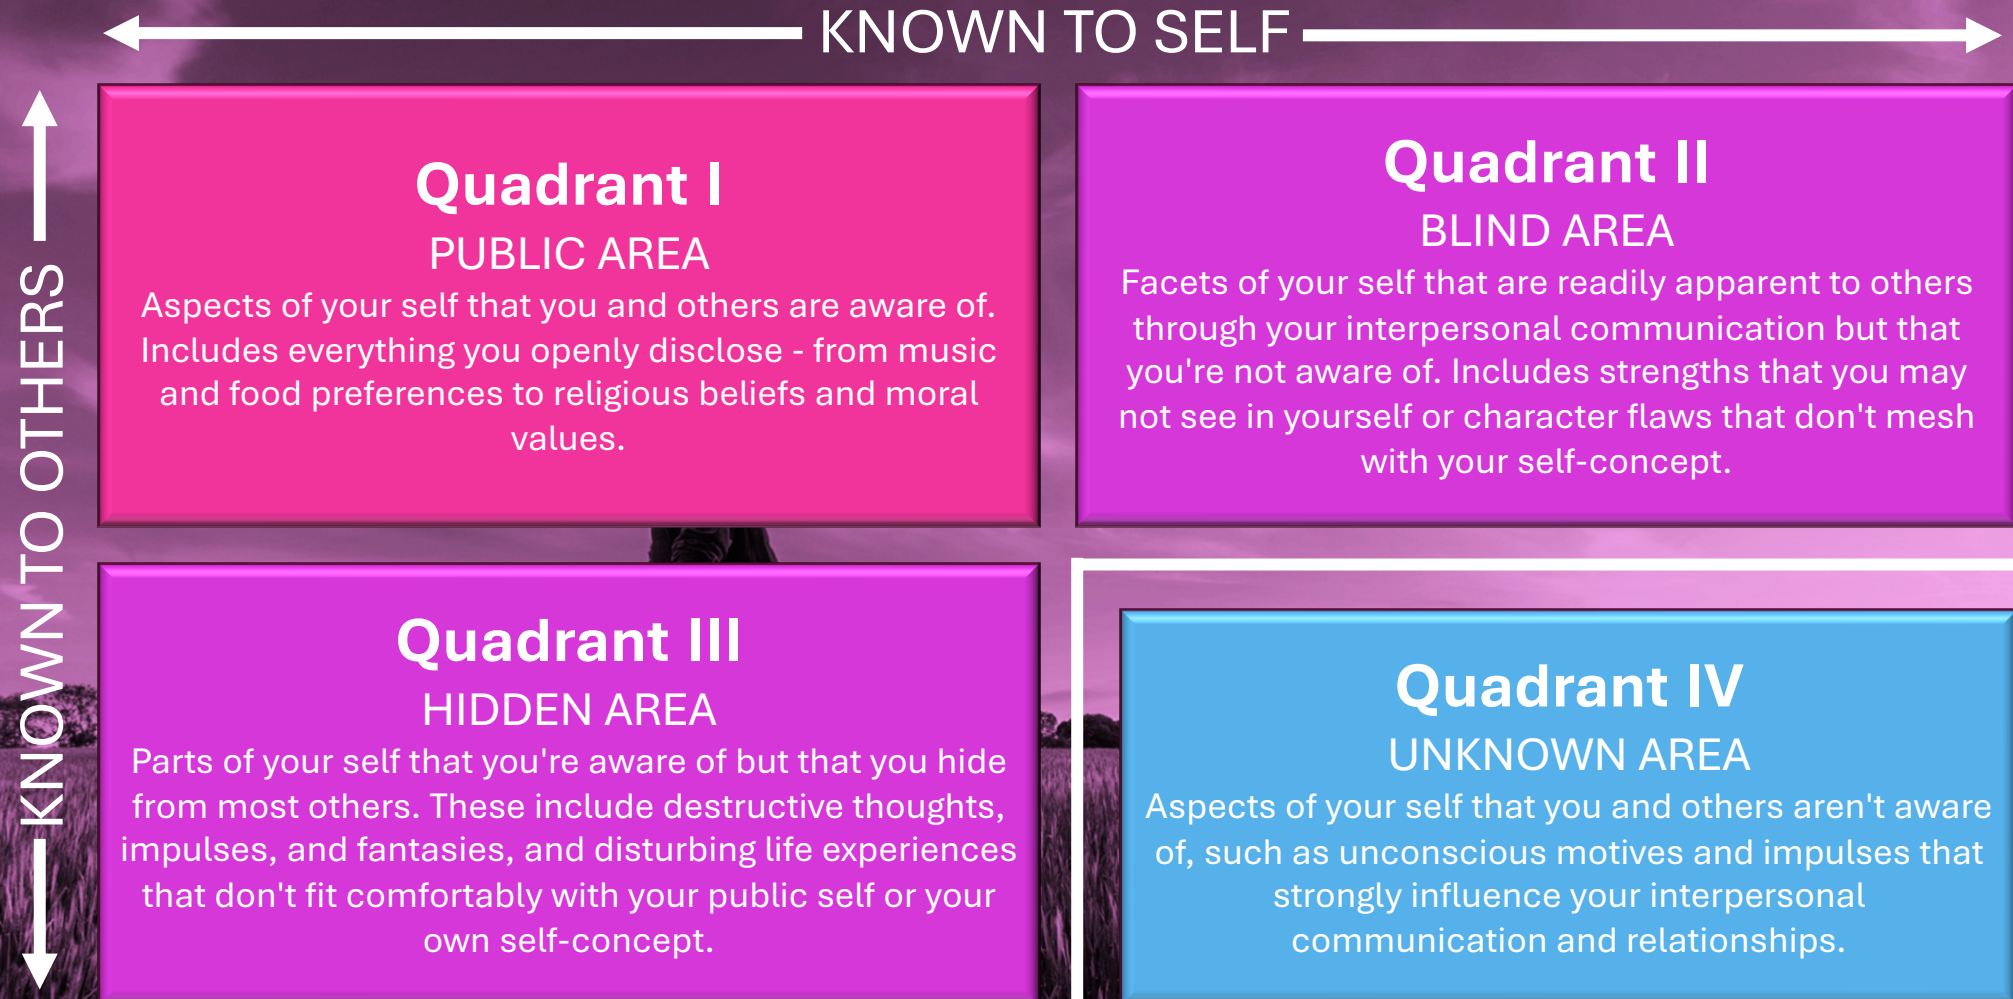 KNOWN TO SELF
KNOWN TO OTHERS
Quadrant I
PUBLIC AREA
Aspects of your self that you and others are aware of.
Includes everything you openly disclose - from music
and food preferences to religious beliefs and moral
values.
Quadrant II
BLIND AREA
Facets of your self that are readily apparent to others
through your interpersonal communication but that
you're not aware of. Includes strengths that you may
not see in yourself or character flaws that don't mesh
with your self-concept.
Quadrant III
HIDDEN AREA
Parts of your self that you're aware of but that you hide
from most others. These include destructive thoughts,
impulses, and fantasies, and disturbing life experiences
that don't fit comfortably with your public self or your
own self-concept.
Quadrant IV
UNKNOWN AREA
Aspects of your self that you and others aren't aware
of, such as unconscious motives and impulses that
strongly influence your interpersonal
communication and relationships.